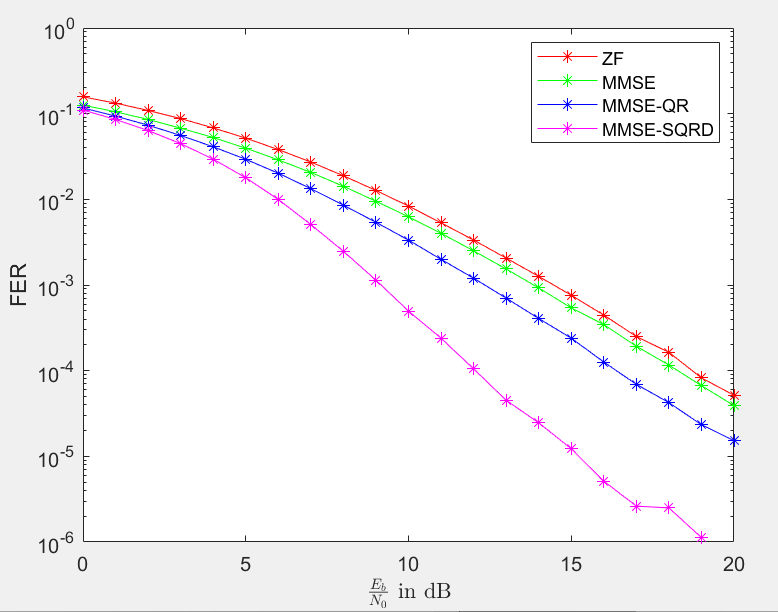 10^0
10^-1
10^-2
10^-3
10^-4
10^-5
10^-6
FER
ZF
MMSE
MMSE-QR
MMSE-SQRD
0 5 10 15 20
E_b/N_0 in dB